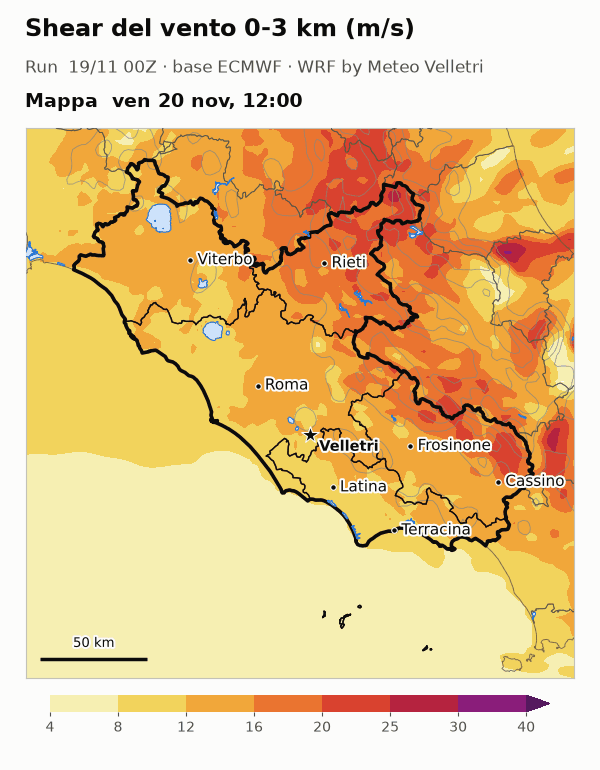 Shear del vento 0-3 km (m/s)
Run 19/11 00Z · base ECMWF · WRF by Meteo Velletri
Mappa ven 20 nov, 12:00
Viterbo
Rieti
Roma
Velletri
Frosinone
Cassino
Latina
Terracina
50 km
4 8 12 16 20 25 30 40